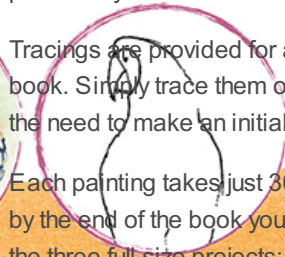 Tracings are provided for a
book. Simply trace them o
the need to make an initial
Each painting takes just 30
by the end of the book you